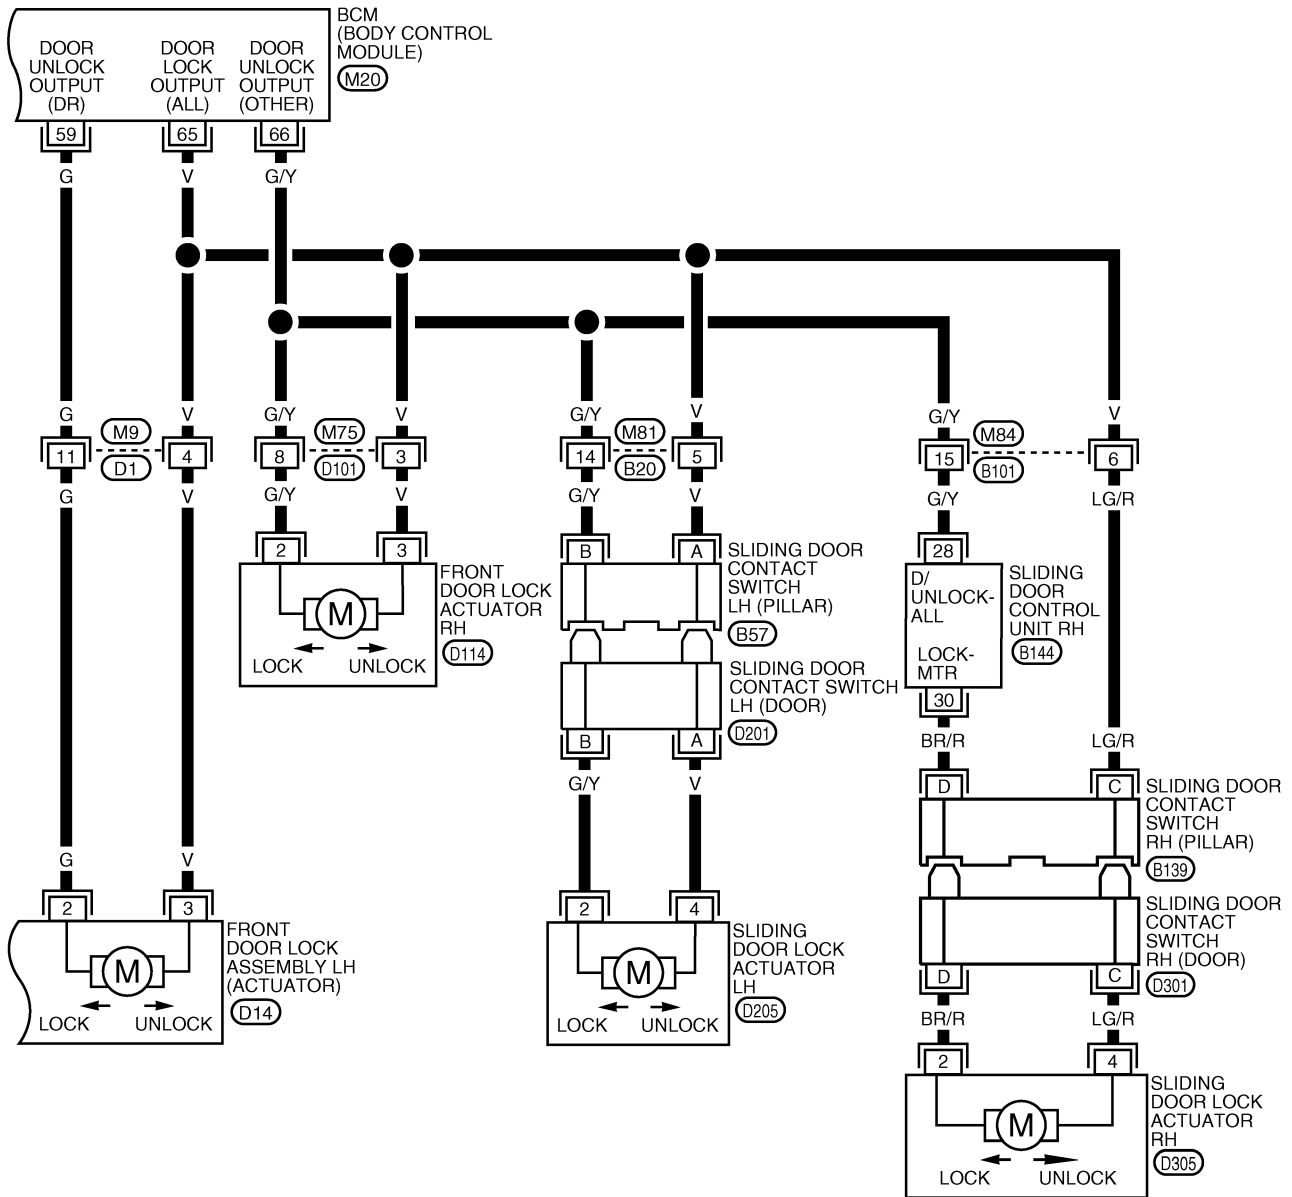 BCM
(BODY CONTROL
MODULE)
M20
DOOR
UNLOCK
OUTPUT
(DR)
DOOR
LOCK
OUTPUT
(ALL)
DOOR
UNLOCK
OUTPUT
(OTHER)
59
65
66
G
V
G/Y
G
V
G/Y
V
G/Y
V
G/Y
V
M9
M75
M81
M84
11
4
8
3
14
5
15
6
D1
D101
B20
B101
G
V
G/Y
V
G/Y
V
G/Y
LG/R
2
3
B
A
28
FRONT
DOOR LOCK
ACTUATOR
RH
D114
M
LOCK
UNLOCK
SLIDING DOOR
CONTACT
SWITCH
LH (PILLAR)
B57
SLIDING DOOR
CONTACT SWITCH
LH (DOOR)
D201
B
A
G/Y
V
D/
UNLOCK-
ALL
LOCK-
MTR
SLIDING
DOOR
CONTROL
UNIT RH
B144
30
BR/R
LG/R
D
C
SLIDING DOOR
CONTACT
SWITCH
RH (PILLAR)
B139
SLIDING DOOR
CONTACT
SWITCH
RH (DOOR)
D301
D
C
BR/R
LG/R
G
V
2
3
FRONT
DOOR LOCK
ASSEMBLY LH
(ACTUATOR)
D14
M
LOCK
UNLOCK
2
4
SLIDING
DOOR LOCK
ACTUATOR
LH
D205
M
LOCK
UNLOCK
2
4
SLIDING
DOOR LOCK
ACTUATOR
RH
D305
M
LOCK
UNLOCK